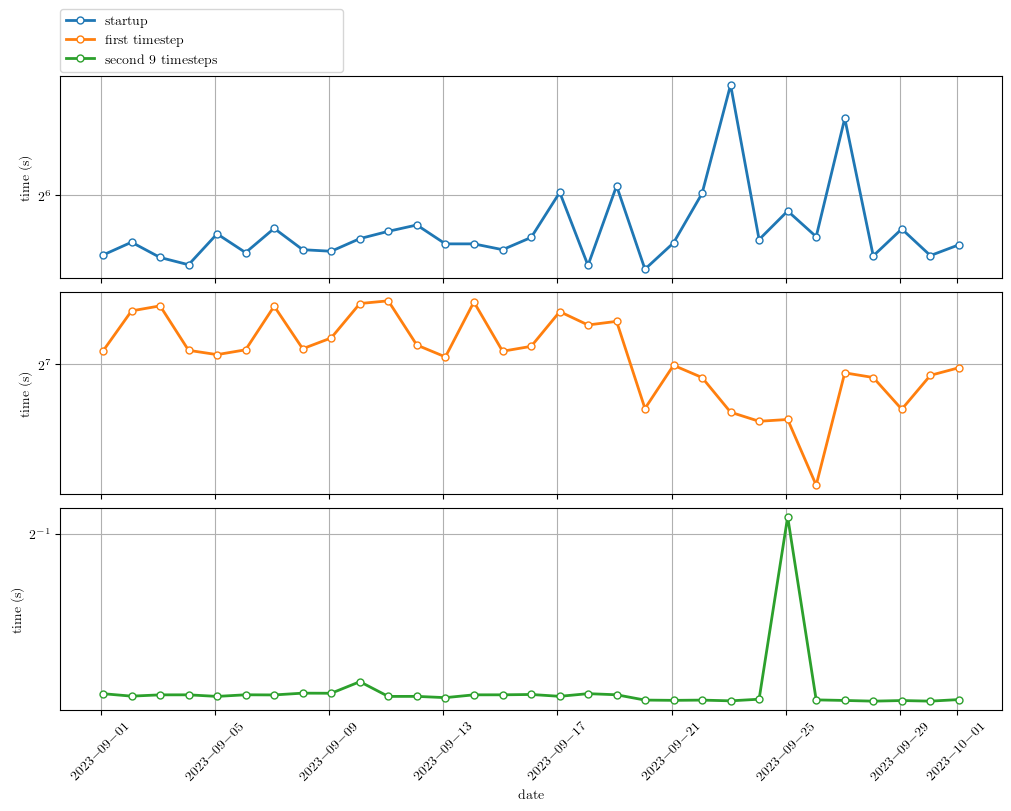 startup
first timestep
second 9 timesteps
time (s)
2^6
time (s)
2^7
time (s)
2^−1
2023−09−01
2023−09−05
2023−09−09
2023−09−13
2023−09−17
2023−09−21
2023−09−25
2023−09−29
2023−10−01
date